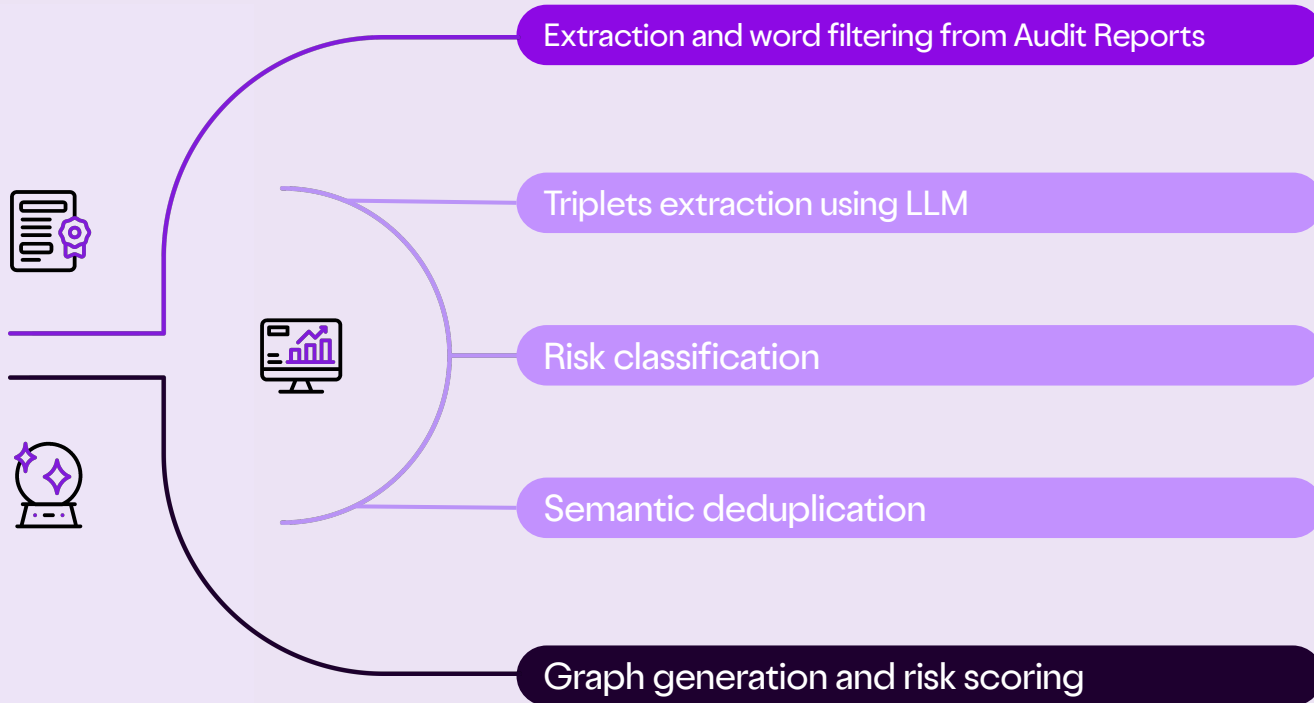 Extraction and word filtering from Audit Reports
Triplets extraction using LLM
Risk classification
Semantic deduplication
Graph generation and risk scoring